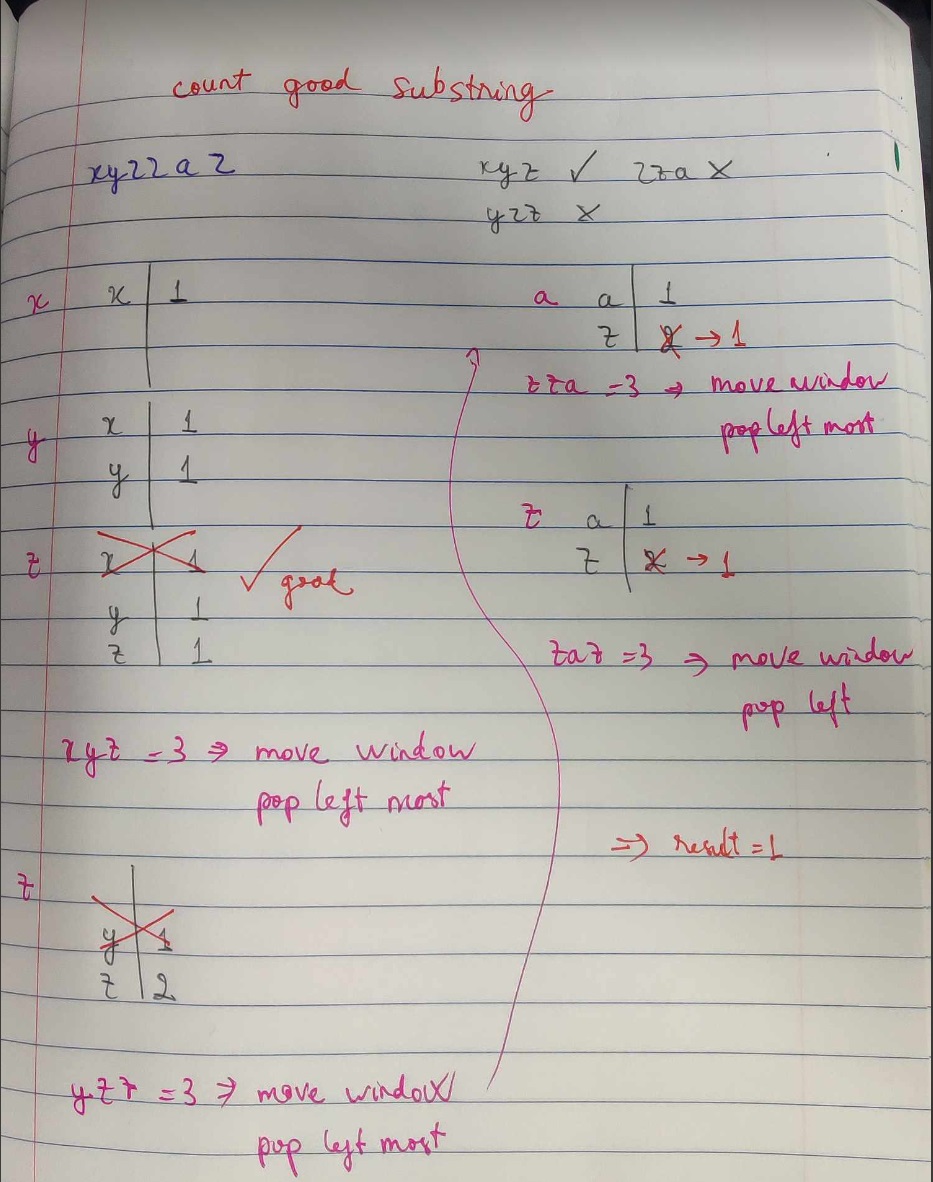 count good substring
xyzzaz
xyz ✓ zza X
yzz X
x x | 1
y x | 1
y | 1
z x | 1 ✓ good
y | 1
z | 1
xyz = 3 ⇒ move window
pop left most
z
y | 1
z | 2
yzz = 3 ⇒ move window
pop left most
a a | 1
z | 2 → 1
zza = 3 → move window
pop left most
z a | 1
z | 2 → 1
zaz = 3 ⇒ move window
pop left
⇒ result = 1